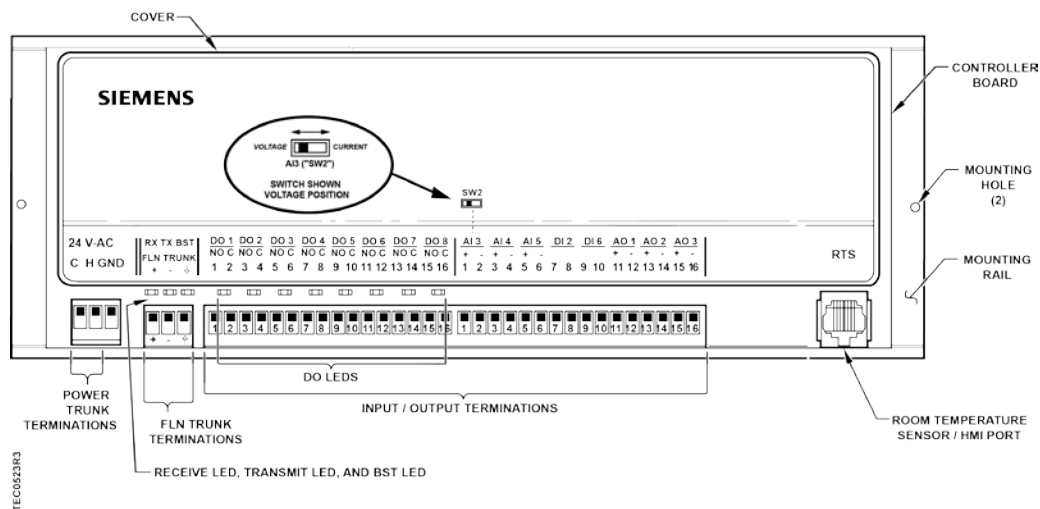 COVER
CONTROLLER
BOARD
SIEMENS
VOLTAGE CURRENT
AI3 ("SW2")
SWITCH SHOWN
VOLTAGE POSITION
SW2
MOUNTING
HOLE
(2)
24 V-AC RX TX BST DO 1 DO 2 DO 3 DO 4 DO 5 DO 6 DO 7 DO 8 AI 3 AI 4 AI 5 DI 2 DI 6 AO 1 AO 2 AO 3
NO C NO C NO C NO C NO C NO C NO C NO C + - + - + - + - + - + -
C H GND FLN TRUNK RTS
+ - ⏚ 1 2 3 4 5 6 7 8 9 10 11 12 13 14 15 16 1 2 3 4 5 6 7 8 9 10 11 12 13 14 15 16
MOUNTING
RAIL
1 2 3 4 5 6 7 8 9 10 11 12 13 14 15 16 1 2 3 4 5 6 7 8 9 10 11 12 13 14 15 16
+ - ⏚
DO LEDS
POWER
TRUNK
TERMINATIONS
INPUT / OUTPUT TERMINATIONS
FLN TRUNK
TERMINATIONS
ROOM TEMPERATURE
SENSOR / HMI PORT
RECEIVE LED, TRANSMIT LED, AND BST LED
TEC0523R3